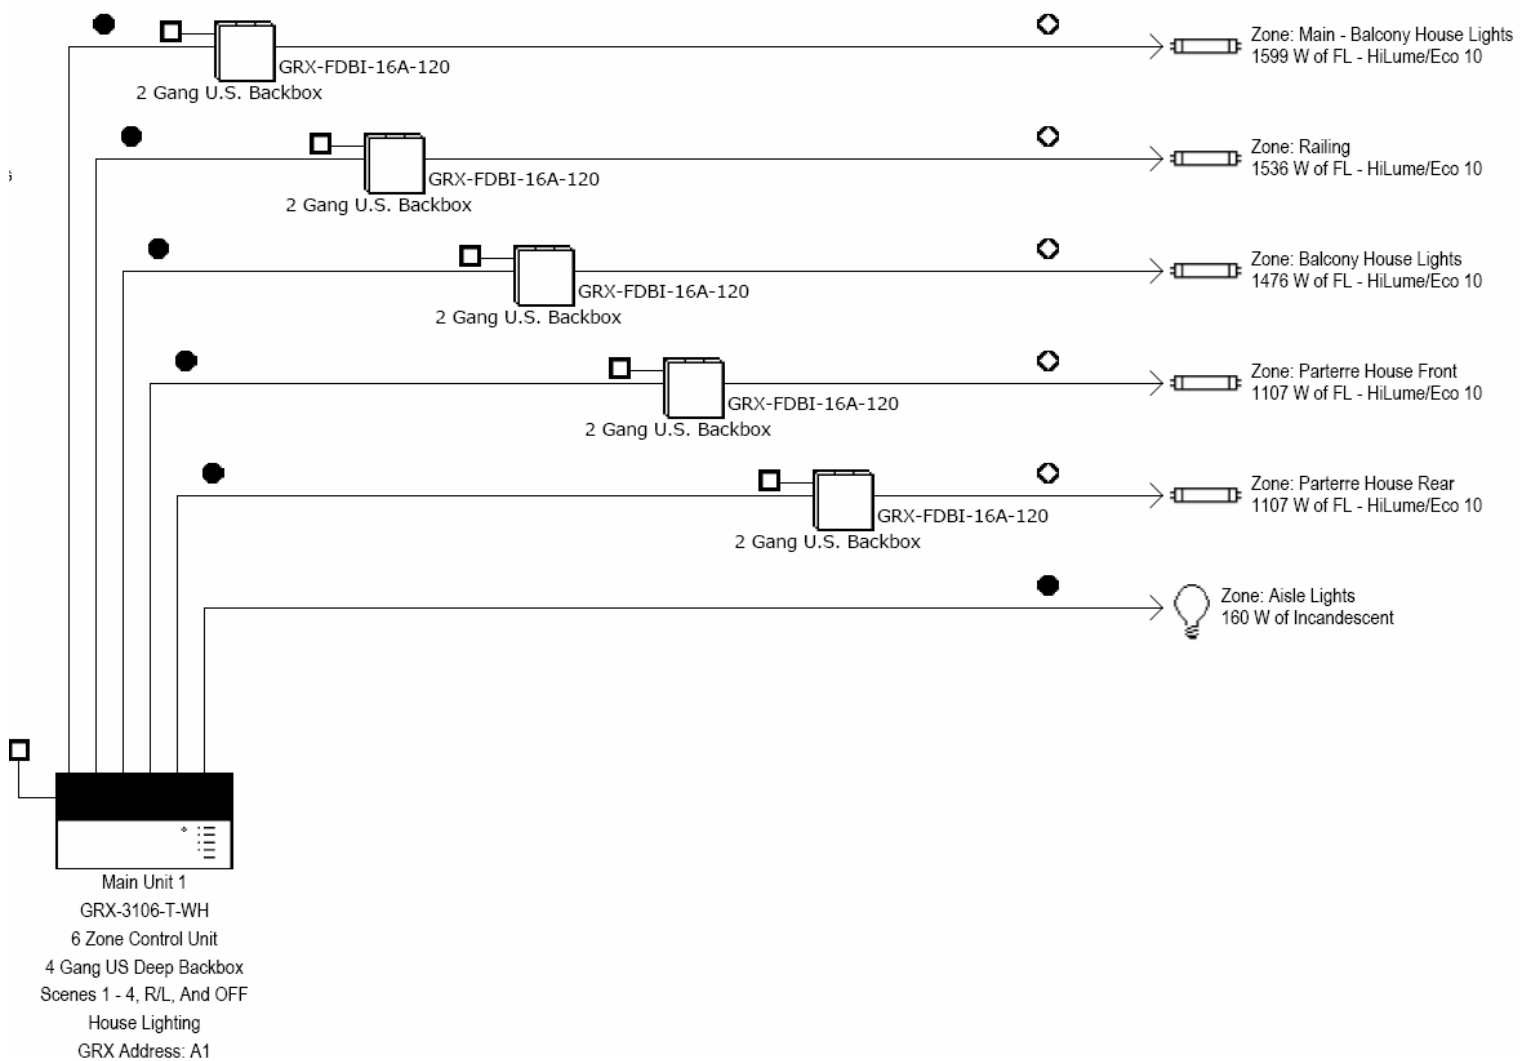 Zone: Main - Balcony House Lights
1599 W of FL - HiLume/Eco 10
GRX-FDBI-16A-120
2 Gang U.S. Backbox
Zone: Railing
1536 W of FL - HiLume/Eco 10
GRX-FDBI-16A-120
2 Gang U.S. Backbox
Zone: Balcony House Lights
1476 W of FL - HiLume/Eco 10
GRX-FDBI-16A-120
2 Gang U.S. Backbox
Zone: Parterre House Front
1107 W of FL - HiLume/Eco 10
GRX-FDBI-16A-120
2 Gang U.S. Backbox
Zone: Parterre House Rear
1107 W of FL - HiLume/Eco 10
GRX-FDBI-16A-120
2 Gang U.S. Backbox
Zone: Aisle Lights
160 W of Incandescent
Main Unit 1
GRX-3106-T-WH
6 Zone Control Unit
4 Gang US Deep Backbox
Scenes 1 - 4, R/L, And OFF
House Lighting
GRX Address: A1